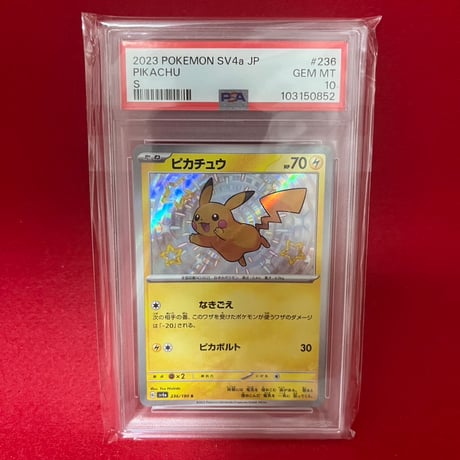 2023 POKEMON SV4a JP #236
PIKACHU GEM MT
S 10
PSA 103150852
ピカチュウ HP70
なきごえ
次の相手の番、このワザを受けたポケモンが使うワザのダメージ
は「-20」される。
ピカボルト 30
×2
sv4a 236/190 S